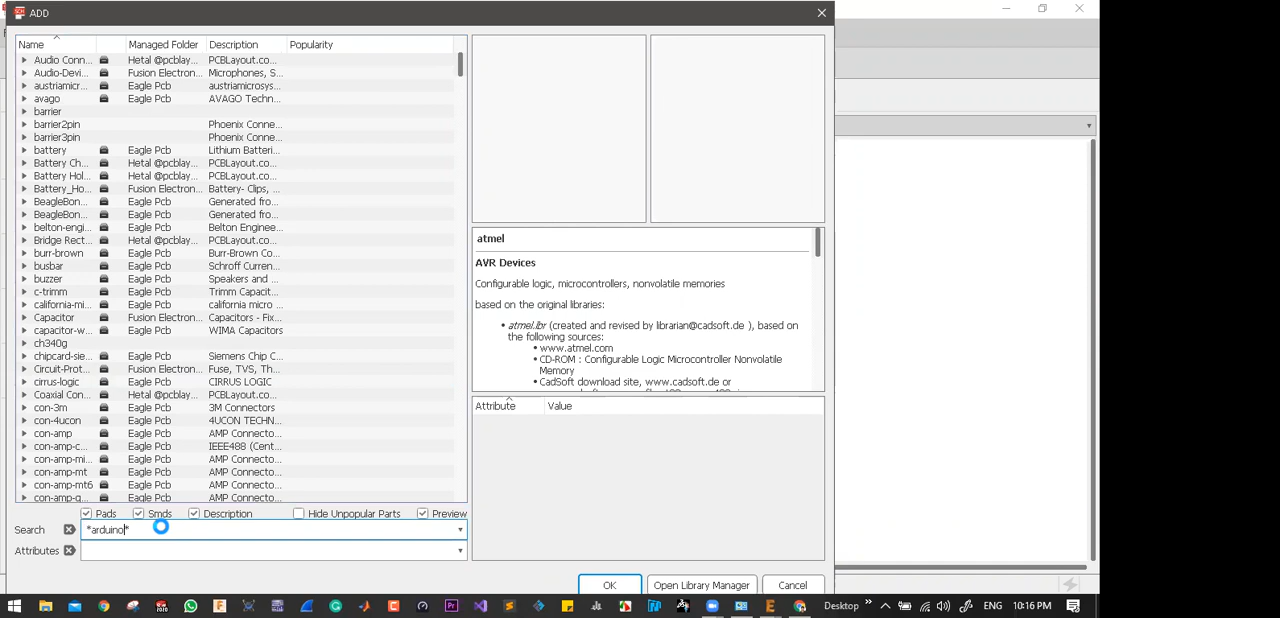 ADD
Name Managed Folder Description Popularity
Audio Conn... Hetal @pcblay... PCBLayout.co...
Audio-Devi... Fusion Electron... Microphones, S...
austriamicr... Eagle Pcb austriamicrosy...
avago Eagle Pcb AVAGO Techn...
barrier
barrier2pin Phoenix Conne...
barrier3pin Phoenix Conne...
battery Eagle Pcb Lithium Batteri...
Battery Ch... Hetal @pcblay... PCBLayout.co...
Battery Hol... Hetal @pcblay... PCBLayout.co...
Battery_Ho... Fusion Electron... Battery- Clips, ...
BeagleBon... Eagle Pcb Generated fro...
BeagleBon... Eagle Pcb Generated fro...
belton-engi... Eagle Pcb Belton Enginee...
Bridge Rect... Hetal @pcblay... PCBLayout.co...
burr-brown Eagle Pcb Burr-Brown Co...
busbar Eagle Pcb Schroff Curren...
buzzer Eagle Pcb Speakers and ...
c-trimm Eagle Pcb Trimm Capacit...
california-mi... Eagle Pcb california micro ...
Capacitor Fusion Electron... Capacitors - Fix...
capacitor-w... Eagle Pcb WIMA Capacitors
ch340g
chipcard-sie... Eagle Pcb Siemens Chip C...
Circuit-Prot... Fusion Electron... Fuse, TVS, Th...
cirrus-logic Eagle Pcb CIRRUS LOGIC
Coaxial Con... Hetal @pcblay... PCBLayout.co...
con-3m Eagle Pcb 3M Connectors
con-4ucon Eagle Pcb 4UCON TECHN...
con-amp Eagle Pcb AMP Connecto...
con-amp-c... Eagle Pcb IEEE488 (Cent...
con-amp-mi... Eagle Pcb AMP Connecto...
con-amp-mt Eagle Pcb AMP Connecto...
con-amp-mt6 Eagle Pcb AMP Connecto...
con-amp-q... Eagle Pcb AMP Connecto...
atmel
AVR Devices
Configurable logic, microcontrollers, nonvolatile memories
based on the original libraries:
• atmel.lbr (created and revised by librarian@cadsoft.de ), based on
the following sources:
• www.atmel.com
• CD-ROM : Configurable Logic Microcontroller Nonvolatile
Memory
• CadSoft download site, www.cadsoft.de or
Attribute Value
Pads Smds Description Hide Unpopular Parts Preview
Search *arduino*
Attributes
OK Open Library Manager Cancel
Desktop ENG 10:16 PM